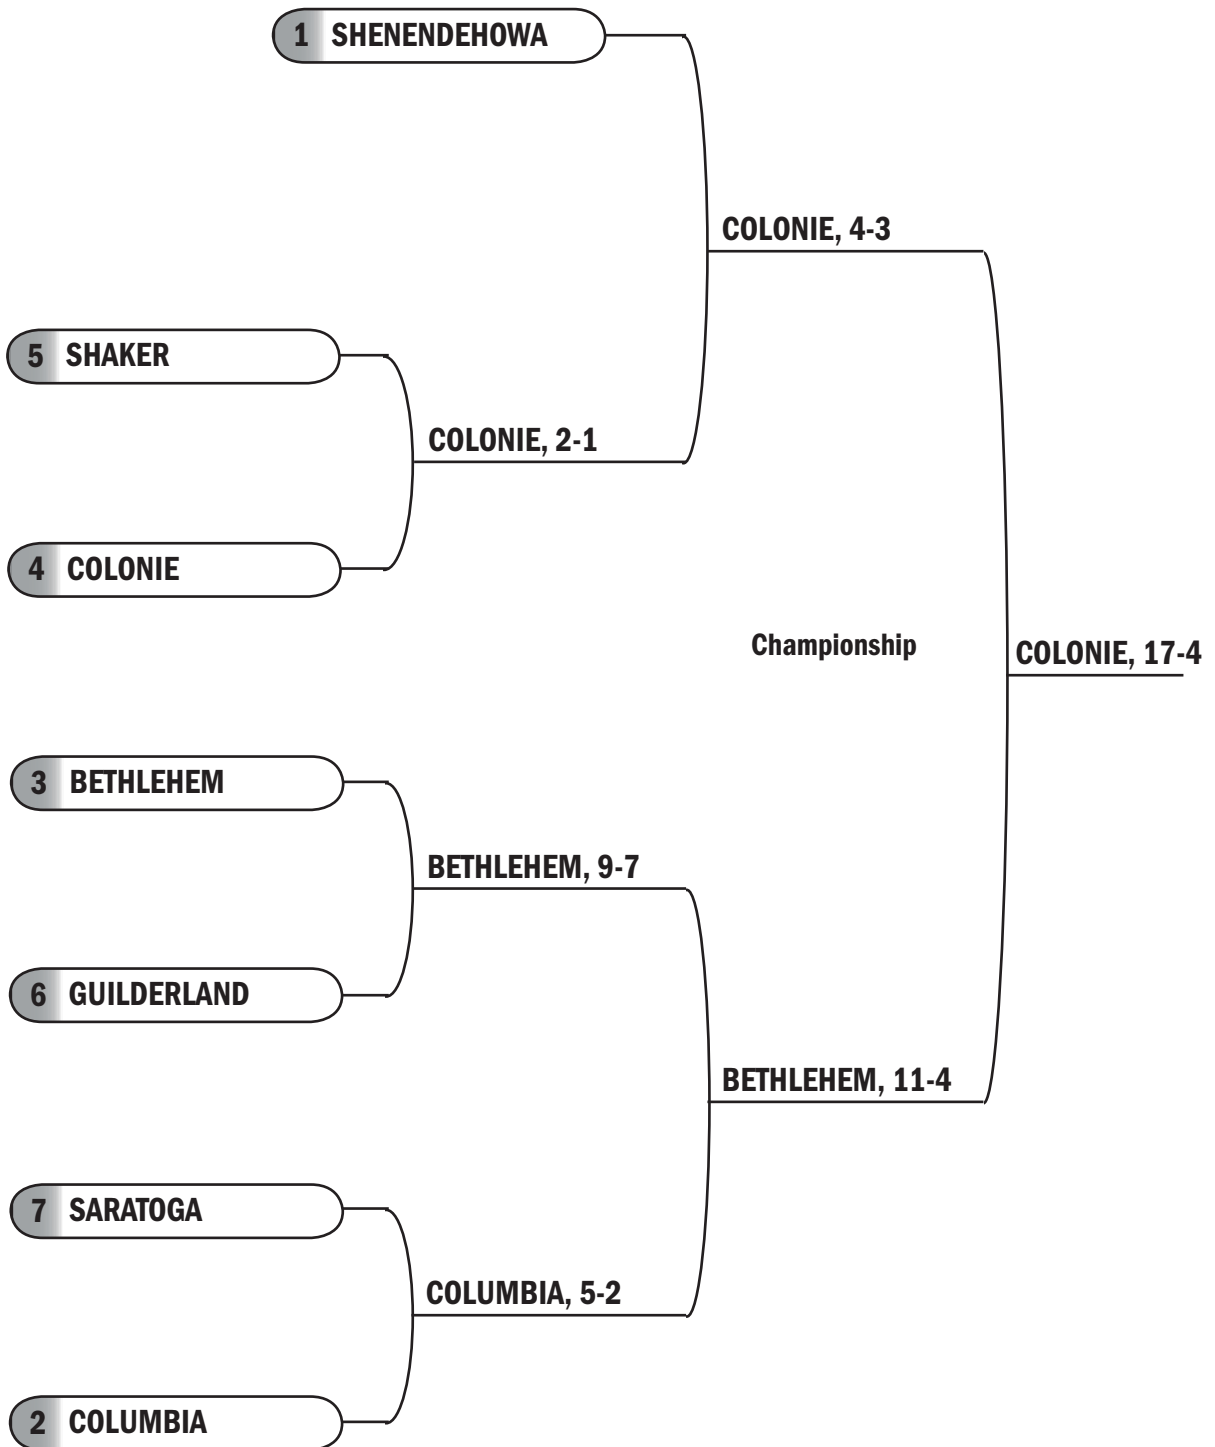 1 SHENENDEHOWA
COLONIE, 4-3
5 SHAKER
COLONIE, 2-1
4 COLONIE
Championship
COLONIE, 17-4
3 BETHLEHEM
BETHLEHEM, 9-7
6 GUILDERLAND
BETHLEHEM, 11-4
7 SARATOGA
COLUMBIA, 5-2
2 COLUMBIA